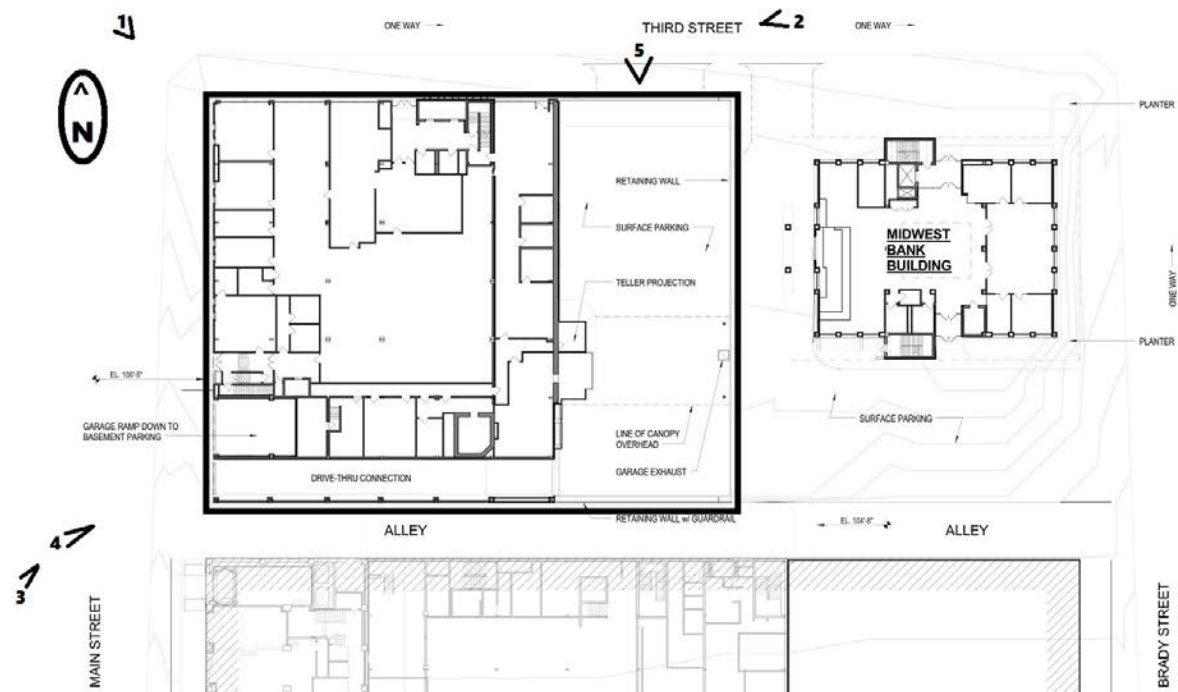 1
ONE WAY
THIRD STREET
2
ONE WAY
5
N
PLANTER
RETAINING WALL
SURFACE PARKING
MIDWEST
BANK
BUILDING
TELLER PROJECTION
ONE WAY
PLANTER
EL. 106'-6"
GARAGE RAMP DOWN TO
BASEMENT PARKING
LINE OF CANOPY
OVERHEAD
SURFACE PARKING
GARAGE EXHAUST
DRIVE-THRU CONNECTION
RETAINING WALL w/ GUARDRAIL
ALLEY
EL. 104'-8"
ALLEY
4
3
MAIN STREET
BRADY STREET